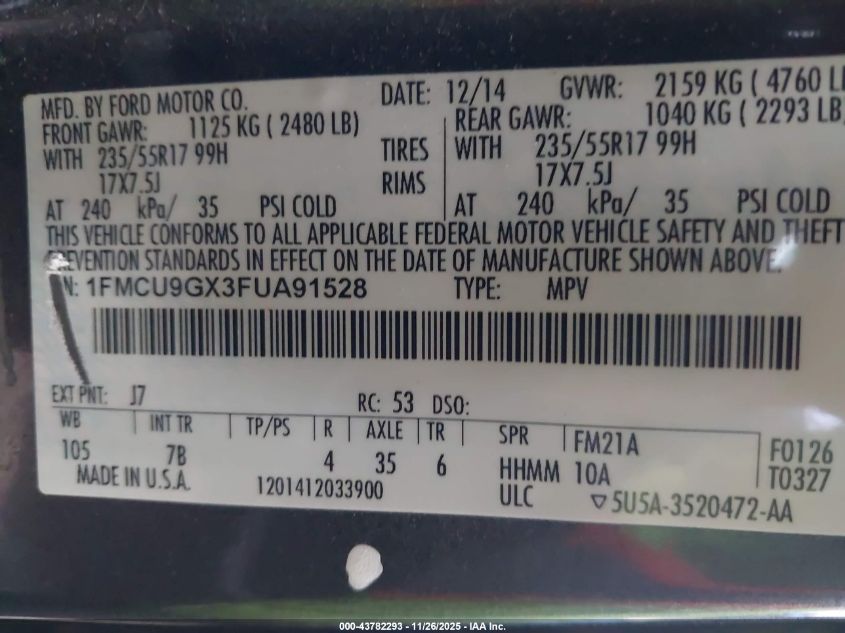 MFD. BY FORD MOTOR CO. DATE: 12/14 GVWR: 2159 KG ( 4760
FRONT GAWR: 1125 KG ( 2480 LB) REAR GAWR: 1040 KG ( 2293 LB)
WITH 235/55R17 99H TIRES WITH 235/55R17 99H
17X7.5J RIMS 17X7.5J
AT 240 kPa/ 35 PSI COLD AT 240 kPa/ 35 PSI COLD
THIS VEHICLE CONFORMS TO ALL APPLICABLE FEDERAL MOTOR VEHICLE SAFETY AND THEFT
EVENTION STANDARDS IN EFFECT ON THE DATE OF MANUFACTURE SHOWN ABOVE.
N: 1FMCU9GX3FUA91528 TYPE: MPV
EXT PNT: J7 RC: 53 DSO:
WB INT TR TP/PS R AXLE TR SPR FM21A F0126
105 7B 4 35 6 HHMM 10A T0327
MADE IN U.S.A. 1201412033900 ULC ▽5U5A-3520472-AA
000-43782293 - 11/26/2025 - IAA Inc.